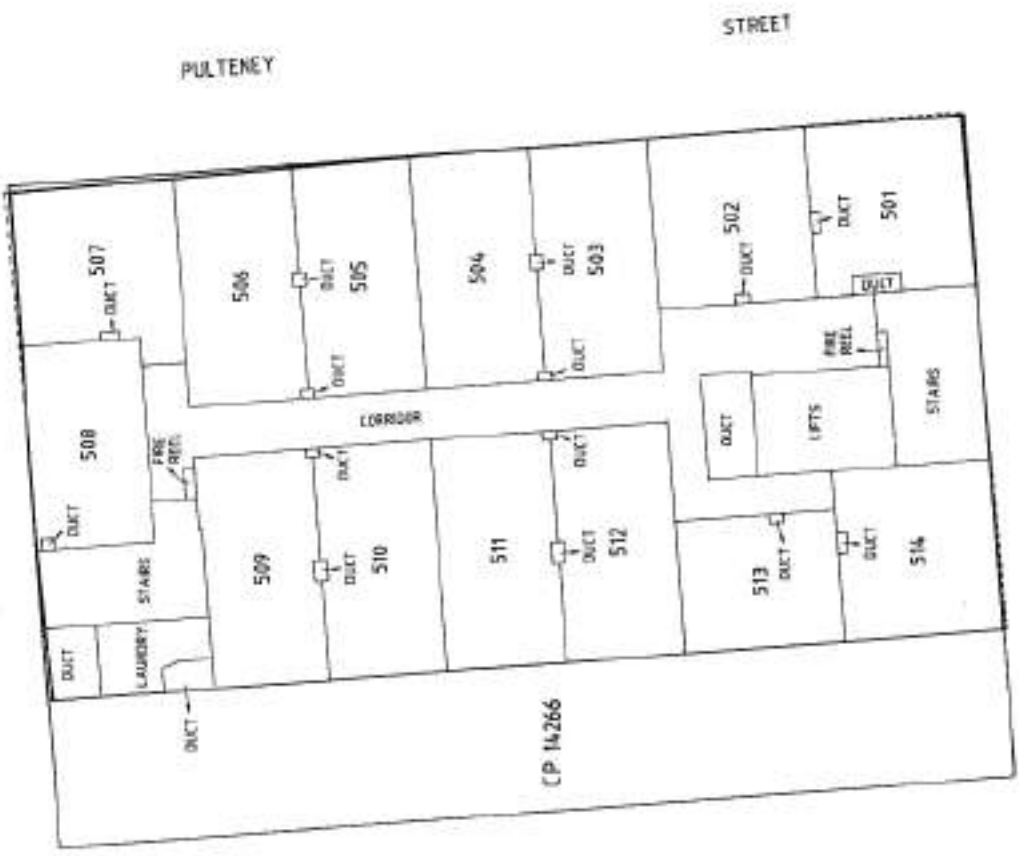 STREET
PULTENEY
507
DUCT
506
DUCT
505
DUCT
504
DUCT
503
DUCT
502
DUCT
DUCT
501
DUCT
508
DUCT
FIRE
REEL
CORRIDOR
FIRE
REEL
DUCT
LIFTS
STAIRS
STAIRS
DUCT
LAUNDRY
DUCT
509
DUCT
DUCT
510
511
DUCT
DUCT
512
513
DUCT
DUCT
514
CP 14266